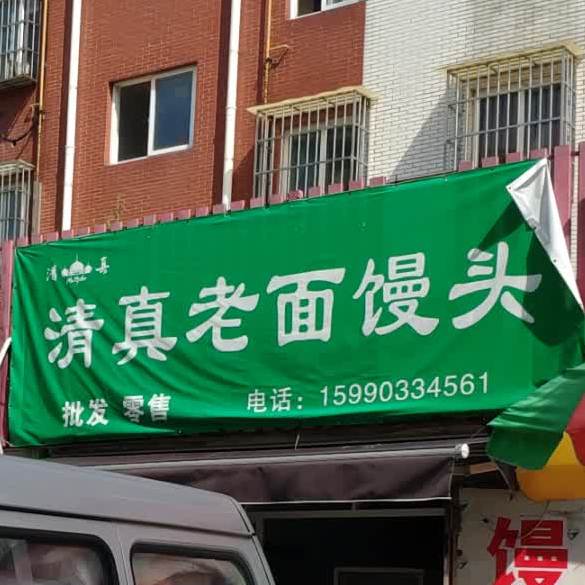 清 真
清真老面馒头
批发 零售 电话：15990334561
馒